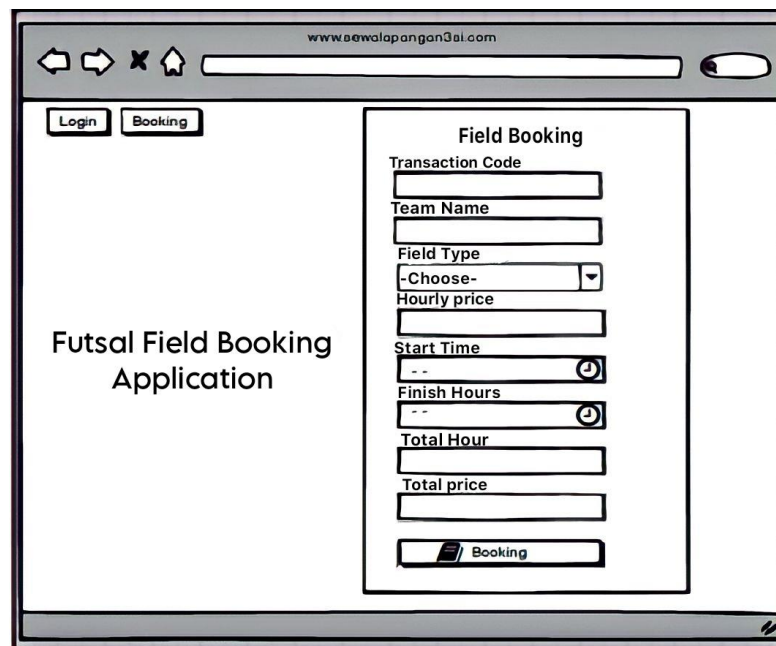 www.sewalapangan3ai.com
Login
Booking
Futsal Field Booking
Application
Field Booking
Transaction Code
Team Name
Field Type
-Choose-
Hourly price
Start Time
--
Finish Hours
--
Total Hour
Total price
Booking